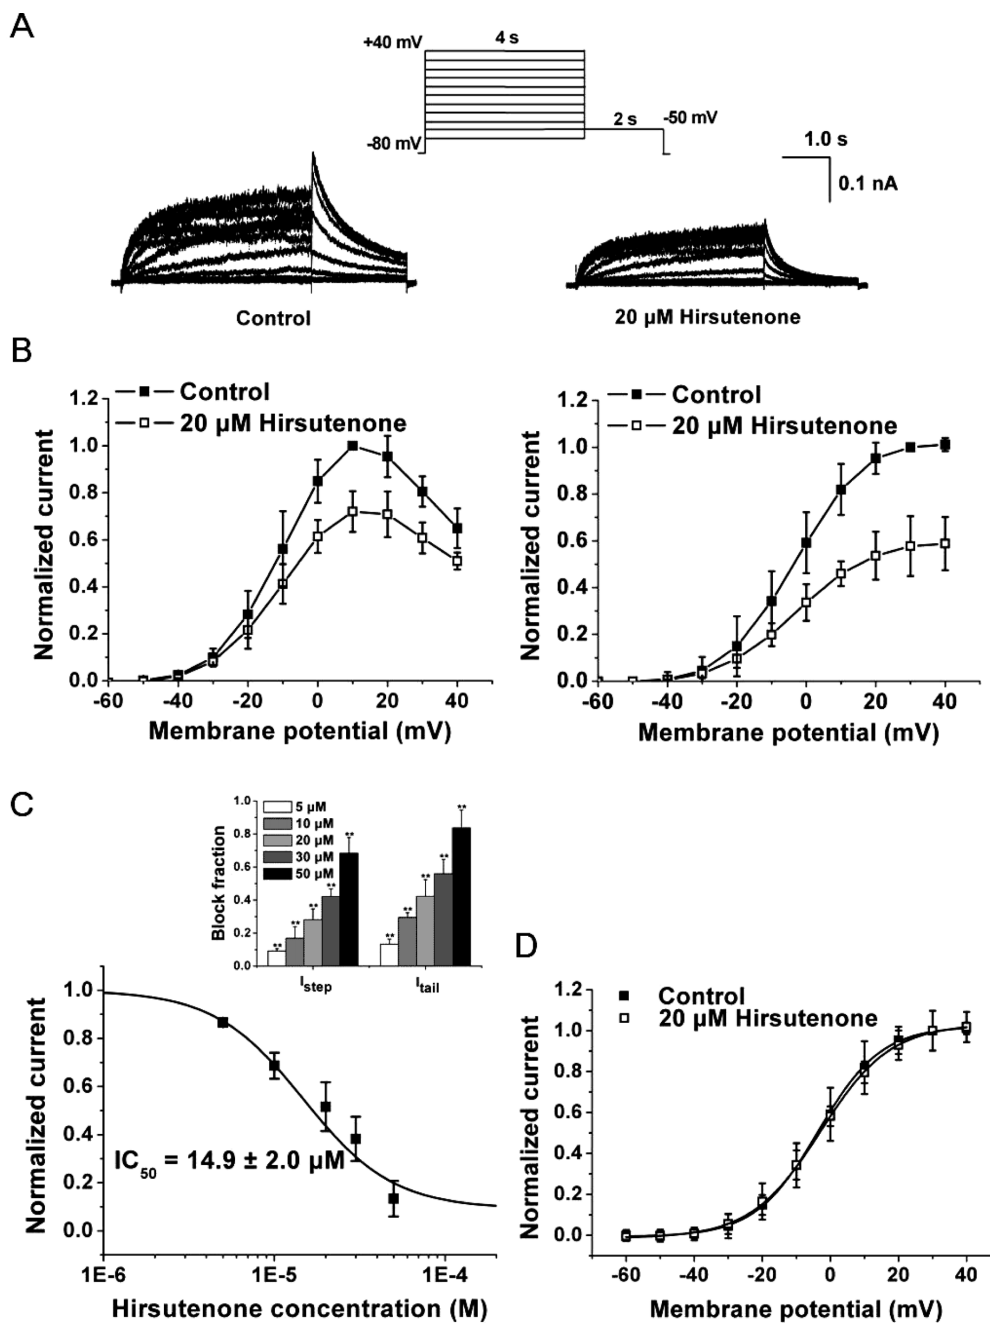 A
+40 mV
4 s
2 s
-50 mV
-80 mV
1.0 s
0.1 nA
Control
20 µM Hirsutenone
B
Control
20 µM Hirsutenone
Normalized current
1.2
1.0
0.8
0.6
0.4
0.2
0.0
-60 -40 -20 0 20 40
Membrane potential (mV)
Control
20 µM Hirsutenone
Normalized current
1.2
1.0
0.8
0.6
0.4
0.2
0.0
-60 -40 -20 0 20 40
Membrane potential (mV)
C
Block fraction
1.0
0.8
0.6
0.4
0.2
0.0
5 µM
10 µM
20 µM
30 µM
50 µM
** ** ** ** **
** ** ** ** **
Istep Itail
Normalized current
1.0
0.8
0.6
0.4
0.2
0.0
IC50 = 14.9 ± 2.0 µM
1E-6 1E-5 1E-4
Hirsutenone concentration (M)
D
Control
20 µM Hirsutenone
Normalized current
1.2
1.0
0.8
0.6
0.4
0.2
0.0
-60 -40 -20 0 20 40
Membrane potential (mV)